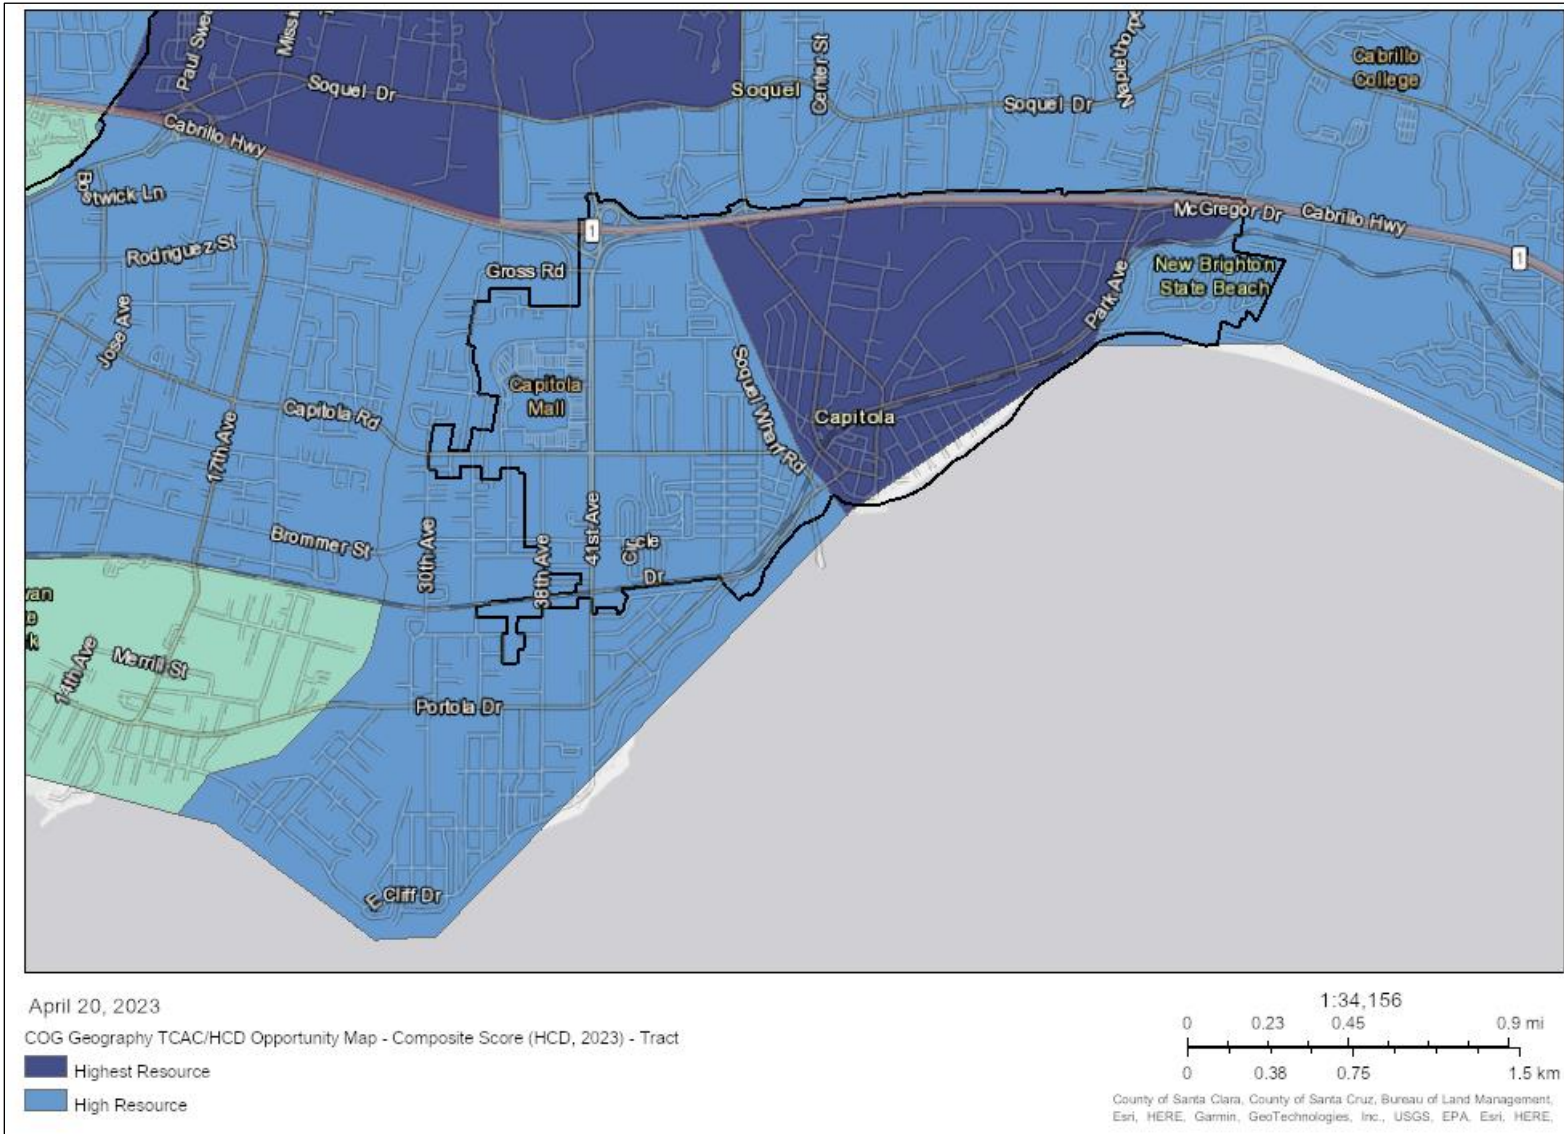 Paul Swee
Missi
Soquel Dr
Cabrillo Hwy
Soquel
Center St
Soquel Dr
Maplethorpe
Cabrillo
College
Bostwick Ln
Rodriguez St
Jose Ave
Gross Rd
1
McGregor Dr
Cabrillo Hwy
1
New Brighton
State Beach
Park Ave
Capitola
Mall
Capitola Rd
17th Ave
Soquel Wharf Rd
Capitola
Brommer St
30th Ave
38th Ave
41st Ave
Circle
Dr
van
e
k
14th Ave
Merrill St
Portola Dr
E Cliff Dr
April 20, 2023
COG Geography TCAC/HCD Opportunity Map - Composite Score (HCD, 2023) - Tract
Highest Resource
High Resource
1:34,156
0 0.23 0.45 0.9 mi
0 0.38 0.75 1.5 km
County of Santa Clara, County of Santa Cruz, Bureau of Land Management,
Esri, HERE, Garmin, GeoTechnologies, Inc., USGS, EPA, Esri, HERE,